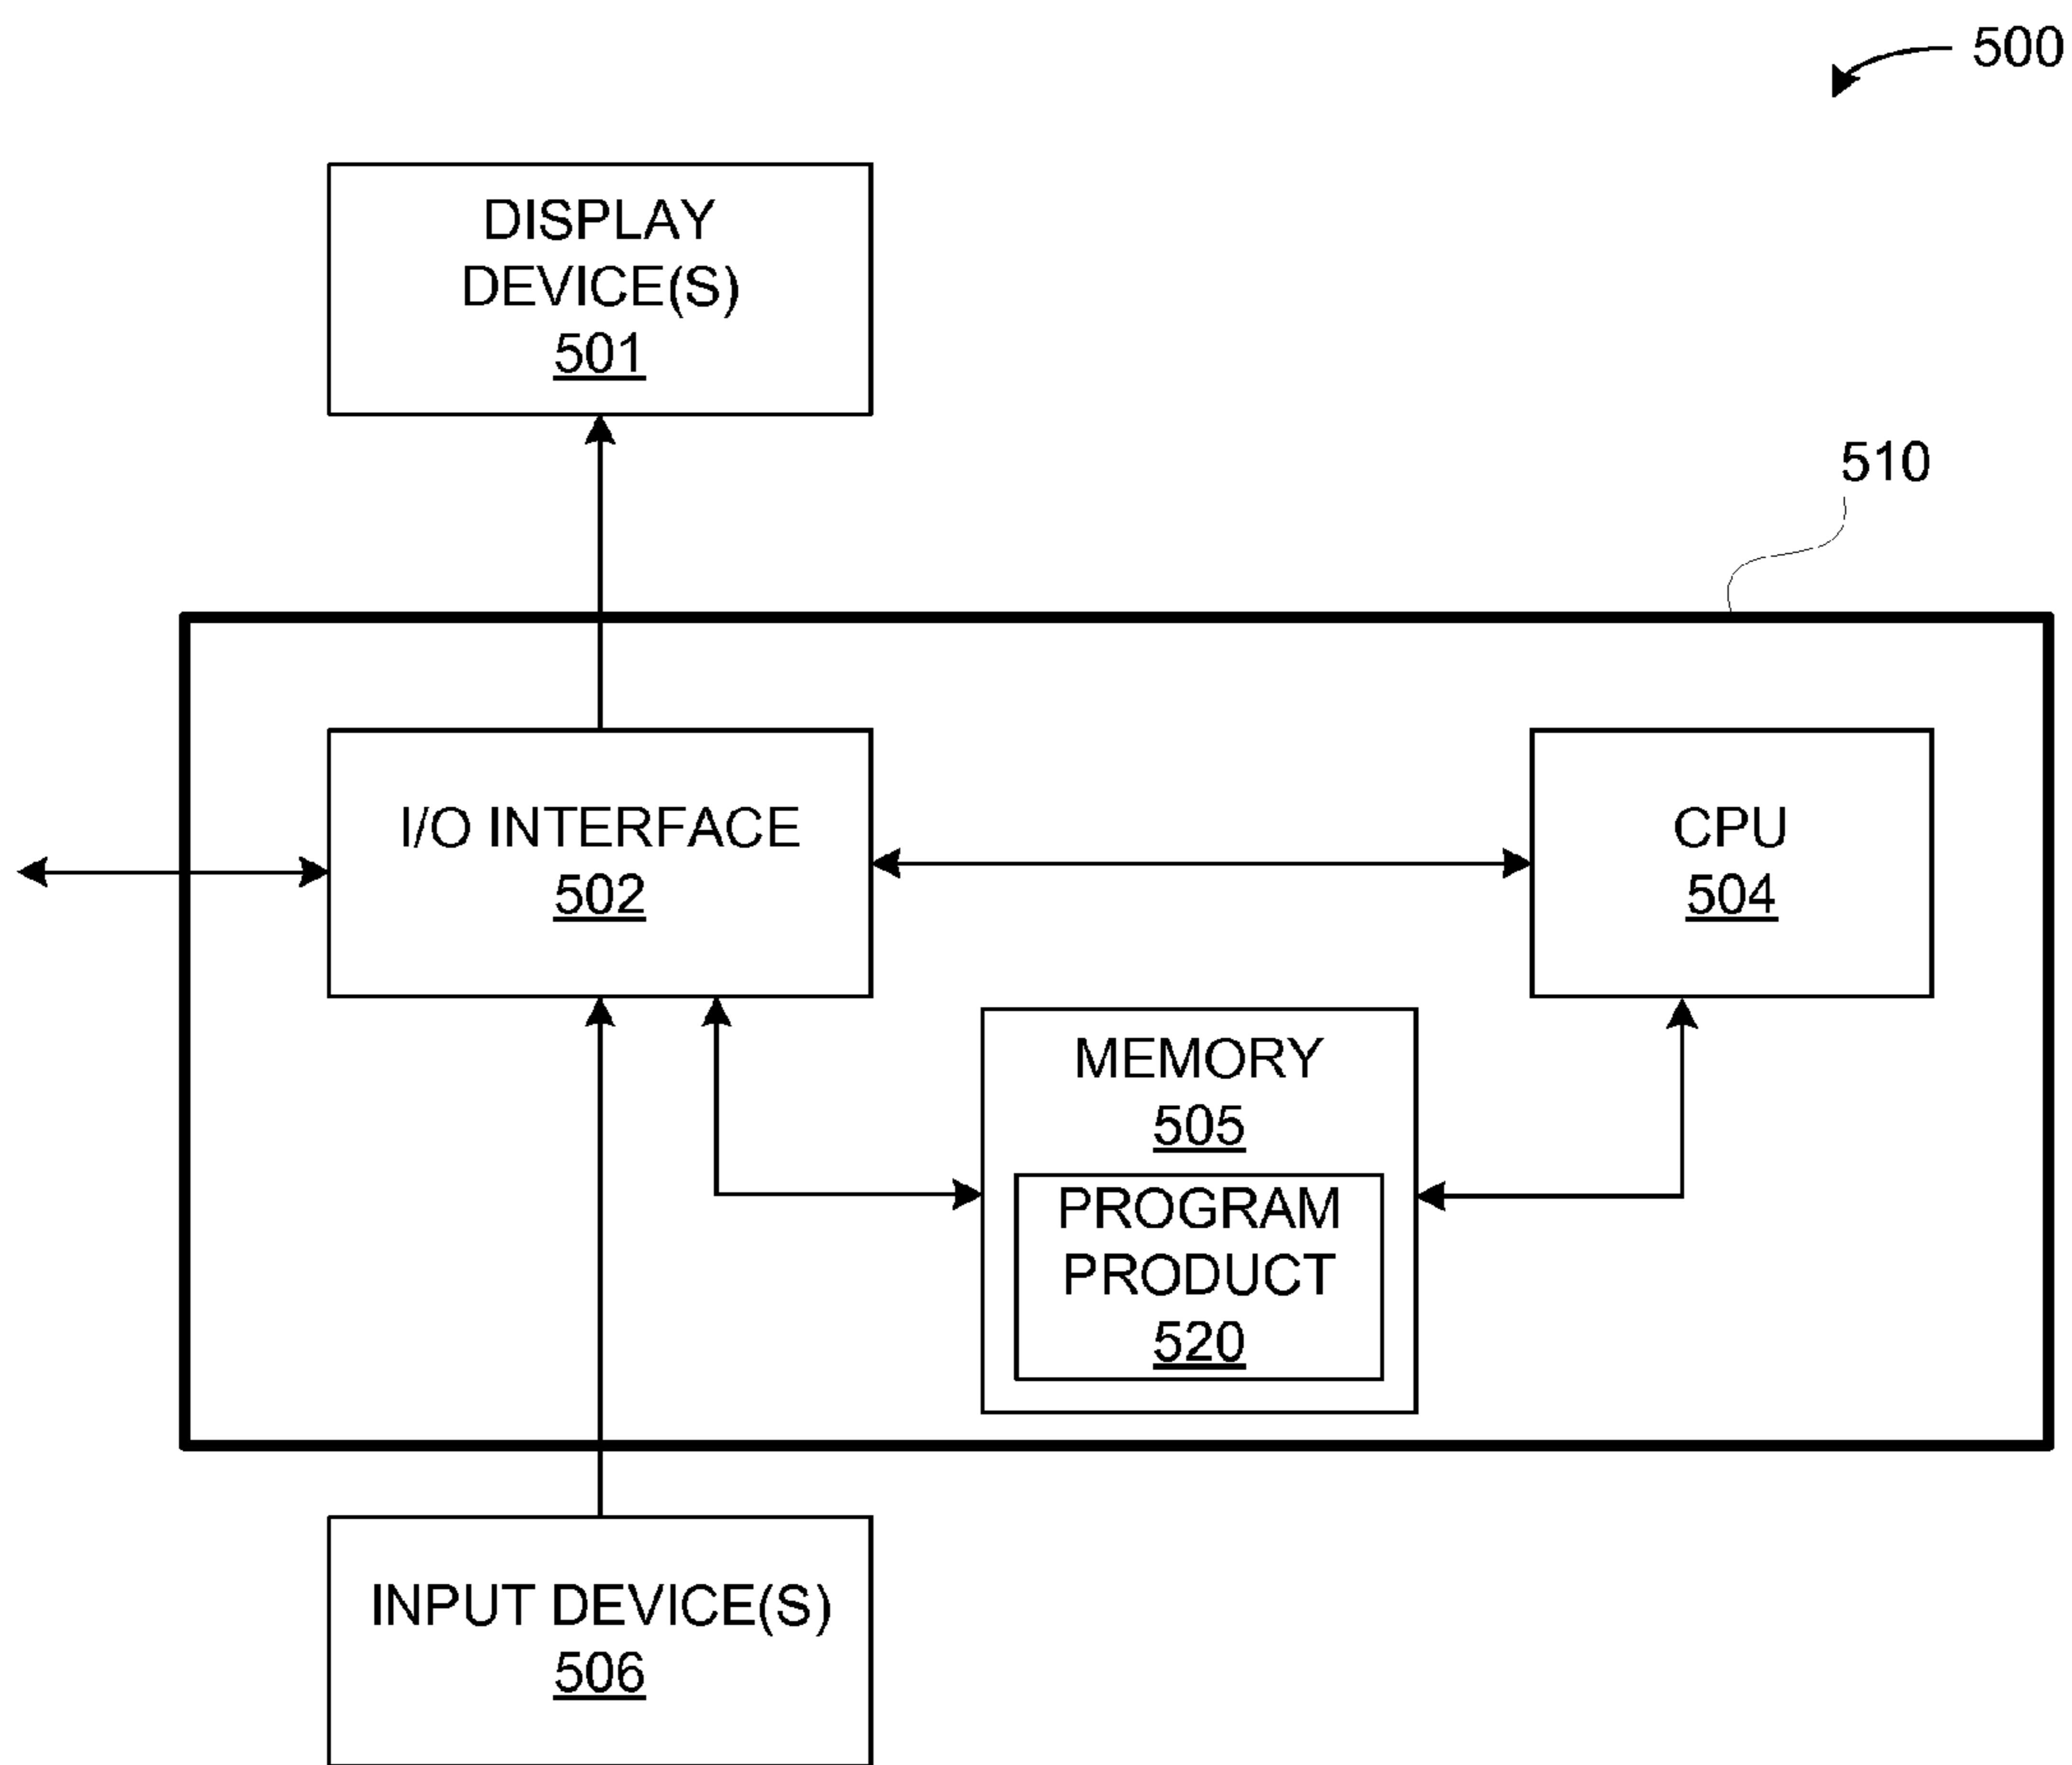 500
DISPLAY
DEVICE(S)
501
510
I/O INTERFACE
502
CPU
504
MEMORY
505
PROGRAM
PRODUCT
520
INPUT DEVICE(S)
506